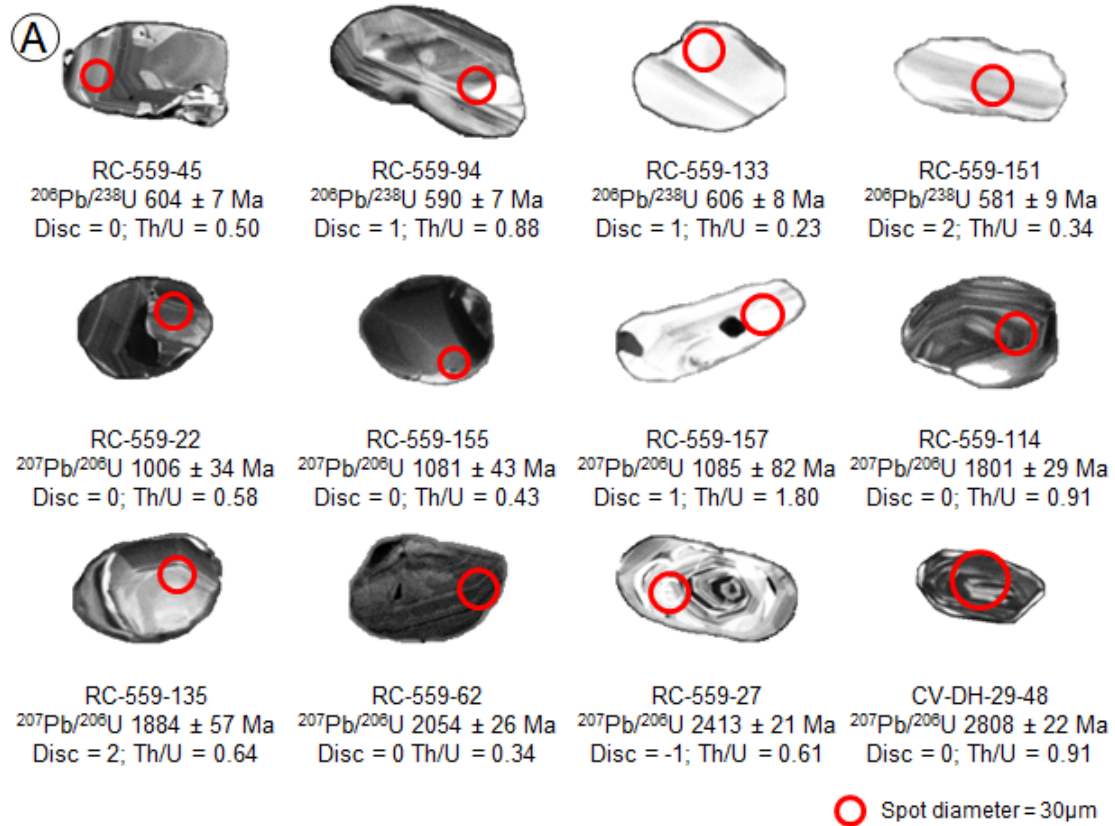 A
RC-559-45
²⁰⁶Pb/²³⁸U 604 ± 7 Ma
Disc = 0; Th/U = 0.50
RC-559-94
²⁰⁶Pb/²³⁸U 590 ± 7 Ma
Disc = 1; Th/U = 0.88
RC-559-133
²⁰⁶Pb/²³⁸U 606 ± 8 Ma
Disc = 1; Th/U = 0.23
RC-559-151
²⁰⁶Pb/²³⁸U 581 ± 9 Ma
Disc = 2; Th/U = 0.34
RC-559-22
²⁰⁷Pb/²⁰⁶U 1006 ± 34 Ma
Disc = 0; Th/U = 0.58
RC-559-155
²⁰⁷Pb/²⁰⁶U 1081 ± 43 Ma
Disc = 0; Th/U = 0.43
RC-559-157
²⁰⁷Pb/²⁰⁶U 1085 ± 82 Ma
Disc = 1; Th/U = 1.80
RC-559-114
²⁰⁷Pb/²⁰⁶U 1801 ± 29 Ma
Disc = 0; Th/U = 0.91
RC-559-135
²⁰⁷Pb/²⁰⁶U 1884 ± 57 Ma
Disc = 2; Th/U = 0.64
RC-559-62
²⁰⁷Pb/²⁰⁶U 2054 ± 26 Ma
Disc = 0 Th/U = 0.34
RC-559-27
²⁰⁷Pb/²⁰⁶U 2413 ± 21 Ma
Disc = -1; Th/U = 0.61
CV-DH-29-48
²⁰⁷Pb/²⁰⁶U 2808 ± 22 Ma
Disc = 0; Th/U = 0.91
Spot diameter = 30µm